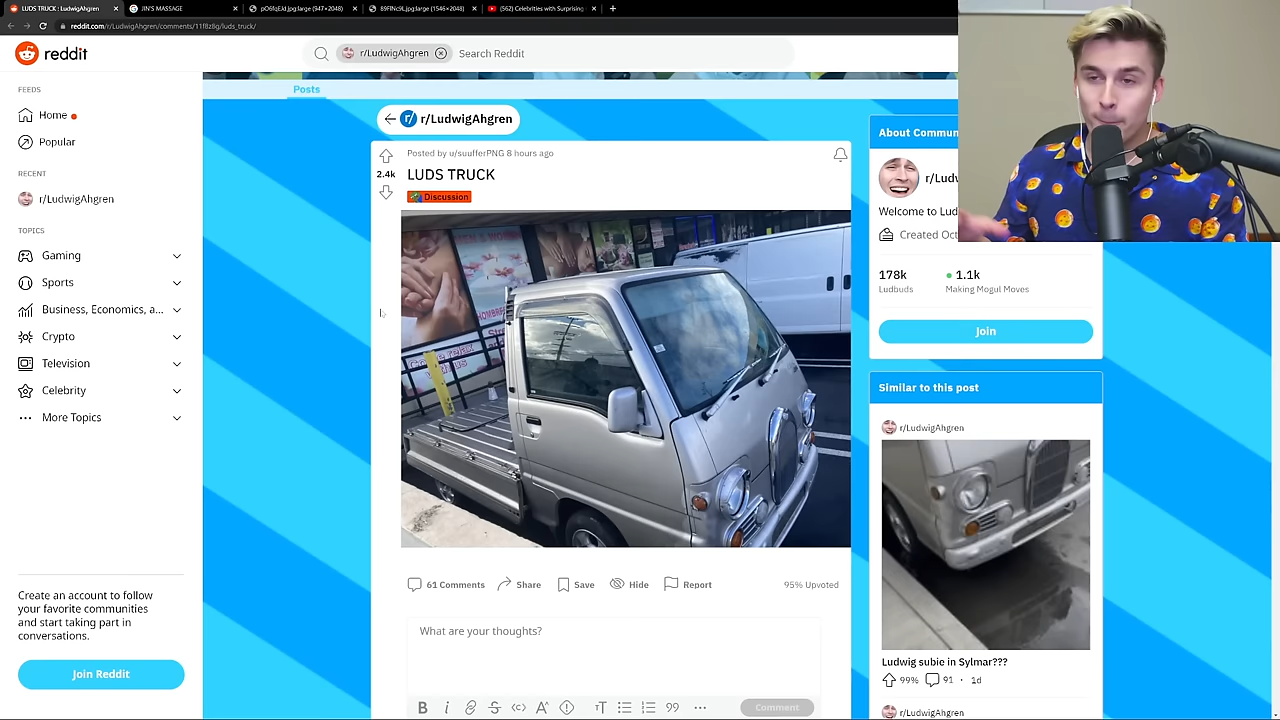 LUDS TRUCK : LudwigAhgren
JIN'S MASSAGE
pO6fqEJd.jpg:large (947×2048)
89FfNc9L.jpg:large (1546×2048)
(562) Celebrities with Surprising
reddit.com/r/LudwigAhgren/comments/11f8z8g/luds_truck/
reddit
r/LudwigAhgren
Search Reddit
FEEDS
Home
Popular
RECENT
r/LudwigAhgren
TOPICS
Gaming
Sports
Business, Economics, a...
Crypto
Television
Celebrity
More Topics
Create an account to follow
your favorite communities
and start taking part in
conversations.
Join Reddit
Posts
r/LudwigAhgren
Posted by u/suufferPNG 8 hours ago
2.4k
LUDS TRUCK
Discussion
61 Comments
Share
Save
Hide
Report
95% Upvoted
What are your thoughts?
Comment
About Commun
r/Ludw
Welcome to Lud
Created Oct
178k
1.1k
Ludbuds
Making Mogul Moves
Join
Similar to this post
r/LudwigAhgren
Ludwig subie in Sylmar???
99%
91
1d
r/LudwigAhgren